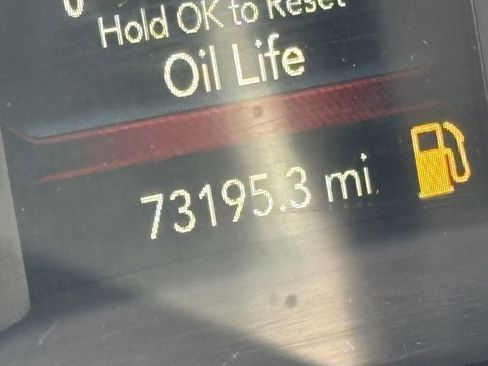 Hold OK to Reset
Oil Life
73195.3 mi